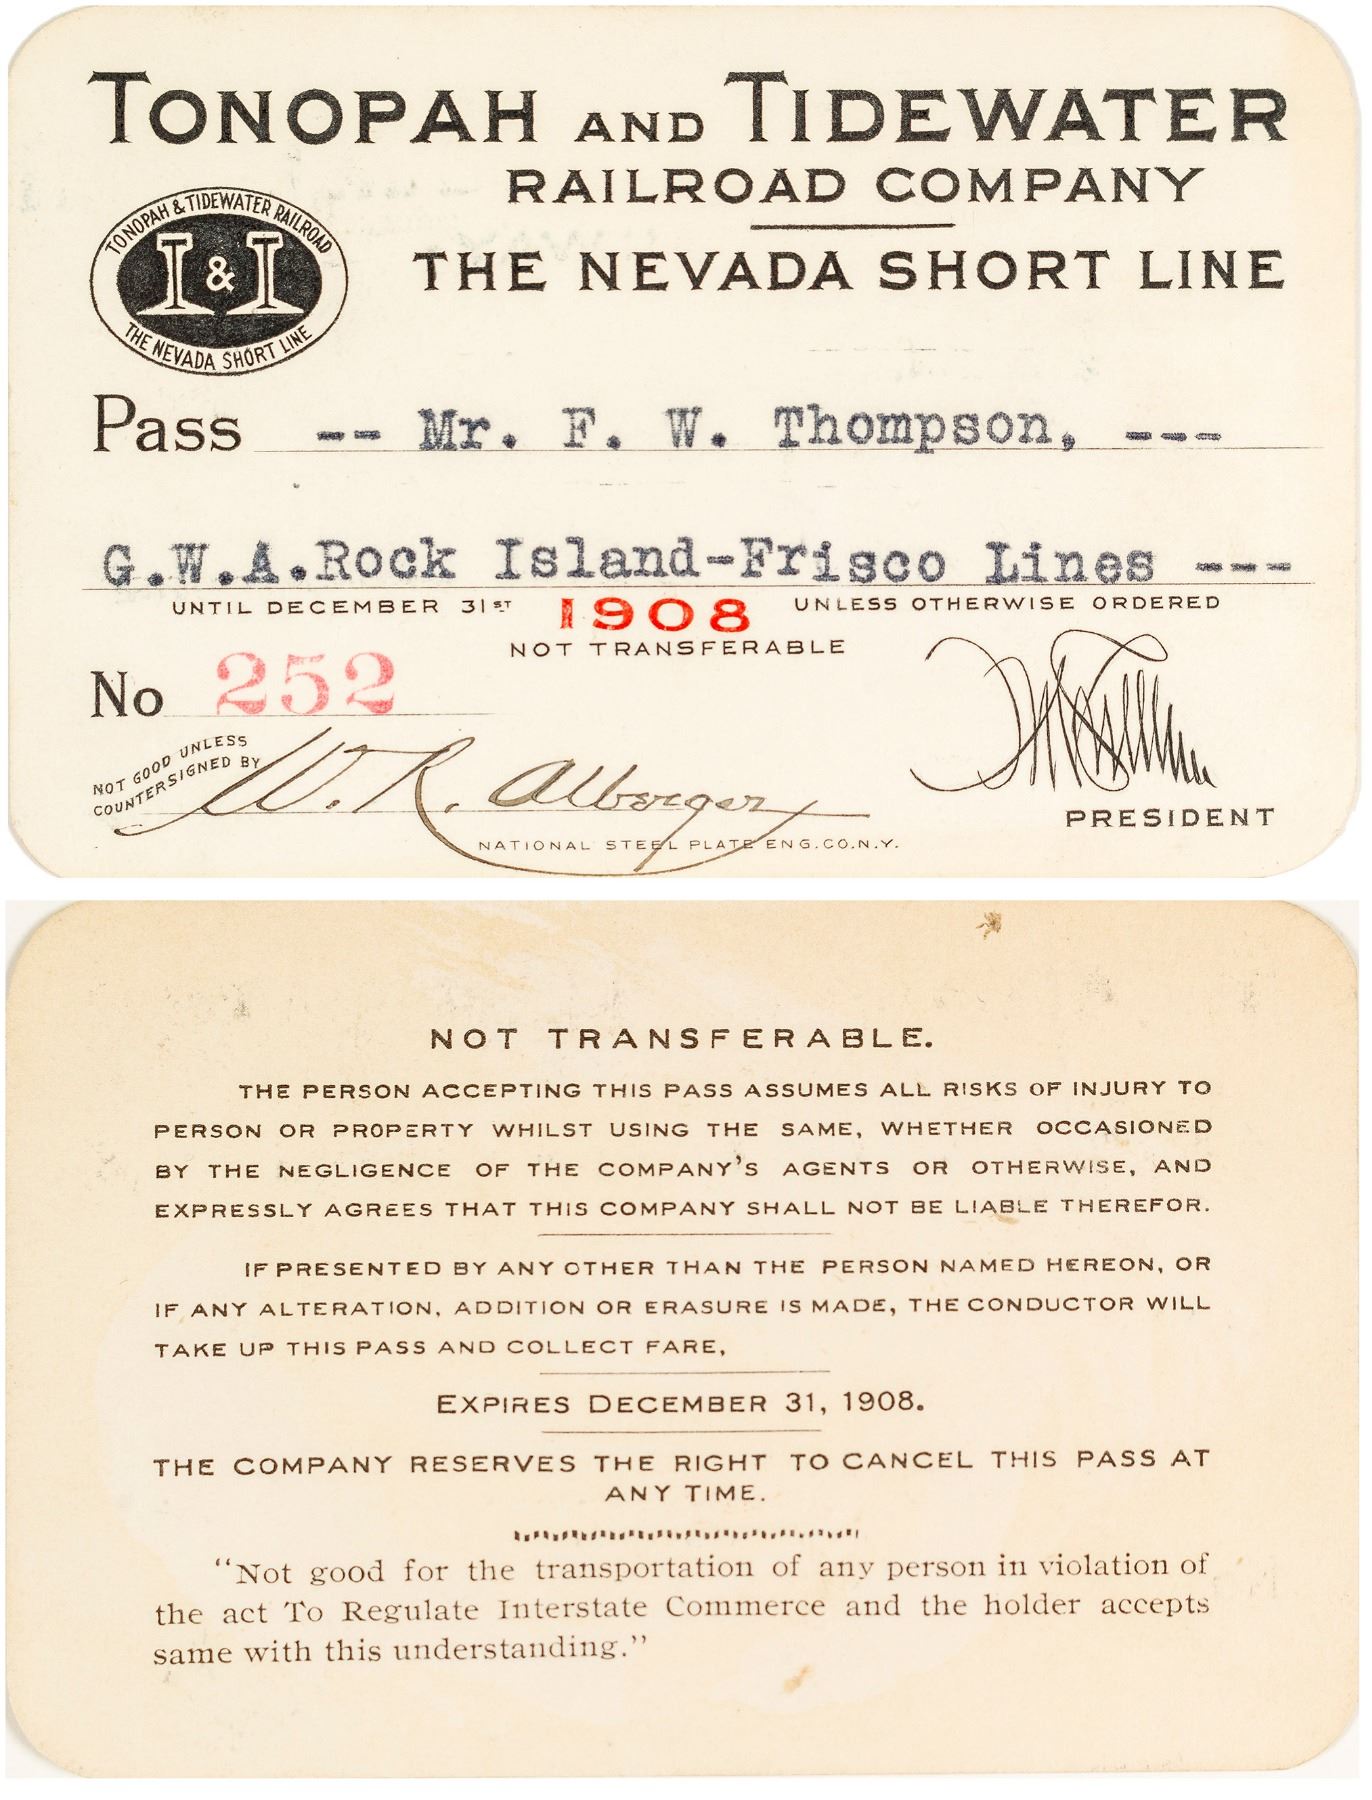 TONOPAH AND TIDEWATER
RAILROAD COMPANY
THE NEVADA SHORT LINE
TONOPAH & TIDEWATER RAILROAD
I & I
THE NEVADA SHORT LINE
Pass -- Mr. F. W. Thompson, ---
G.W.A.Rock Island-Frisco Lines ---
UNTIL DECEMBER 31ST 1908 UNLESS OTHERWISE ORDERED
NOT TRANSFERABLE
No 252
NOT GOOD UNLESS
COUNTERSIGNED BY
W. R. Alberger
PRESIDENT
NATIONAL STEEL PLATE ENG.CO.N.Y.
NOT TRANSFERABLE.
THE PERSON ACCEPTING THIS PASS ASSUMES ALL RISKS OF INJURY TO
PERSON OR PROPERTY WHILST USING THE SAME, WHETHER OCCASIONED
BY THE NEGLIGENCE OF THE COMPANY'S AGENTS OR OTHERWISE, AND
EXPRESSLY AGREES THAT THIS COMPANY SHALL NOT BE LIABLE THEREFOR.
IF PRESENTED BY ANY OTHER THAN THE PERSON NAMED HEREON, OR
IF ANY ALTERATION, ADDITION OR ERASURE IS MADE, THE CONDUCTOR WILL
TAKE UP THIS PASS AND COLLECT FARE,
EXPIRES DECEMBER 31, 1908.
THE COMPANY RESERVES THE RIGHT TO CANCEL THIS PASS AT
ANY TIME.
"Not good for the transportation of any person in violation of
the act To Regulate Interstate Commerce and the holder accepts
same with this understanding."